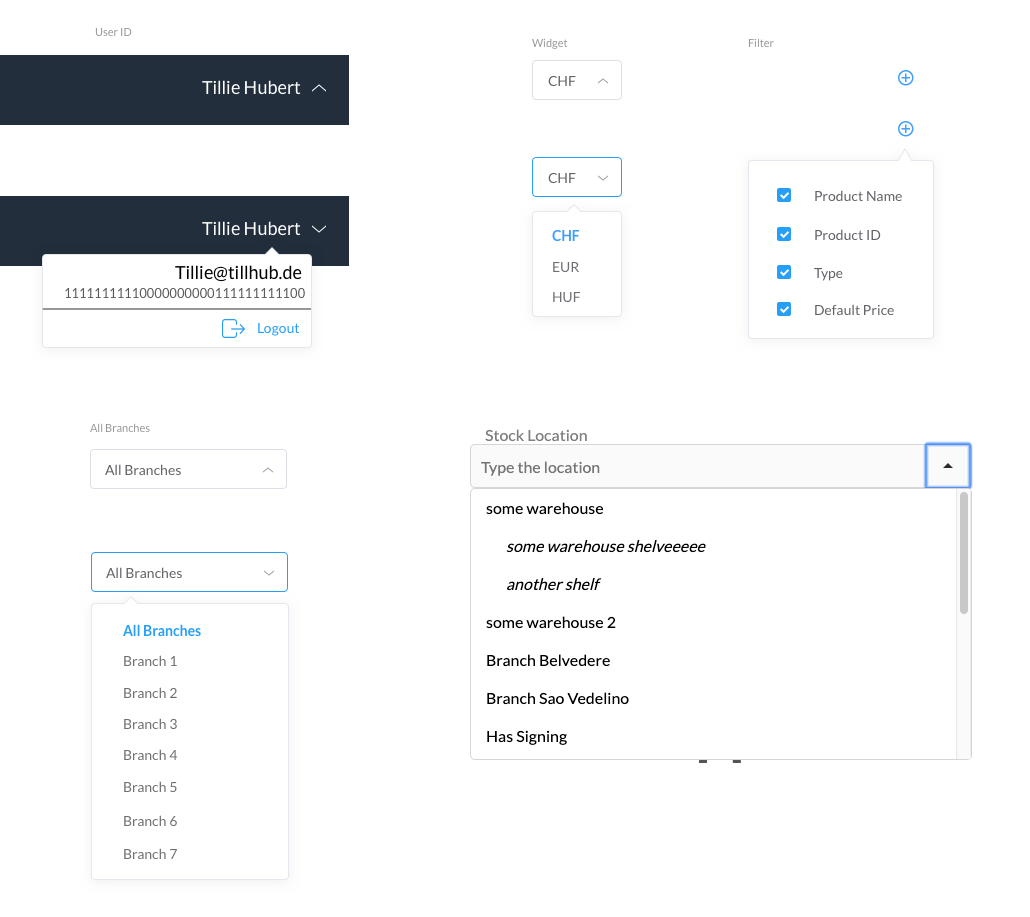 User ID
Tillie Hubert
Tillie Hubert
Tillie@tillhub.de
Logout
Widget
CHF
CHF
CHF
EUR
HUF
Filter
Product Name
Product ID
Type
Default Price
All Branches
All Branches
All Branches
All Branches
Branch 1
Branch 2
Branch 3
Branch 4
Branch 5
Branch 6
Branch 7
Stock Location
Type the location
some warehouse
some warehouse shelveeeee
another shelf
some warehouse 2
Branch Belvedere
Branch Sao Vedelino
Has Signing